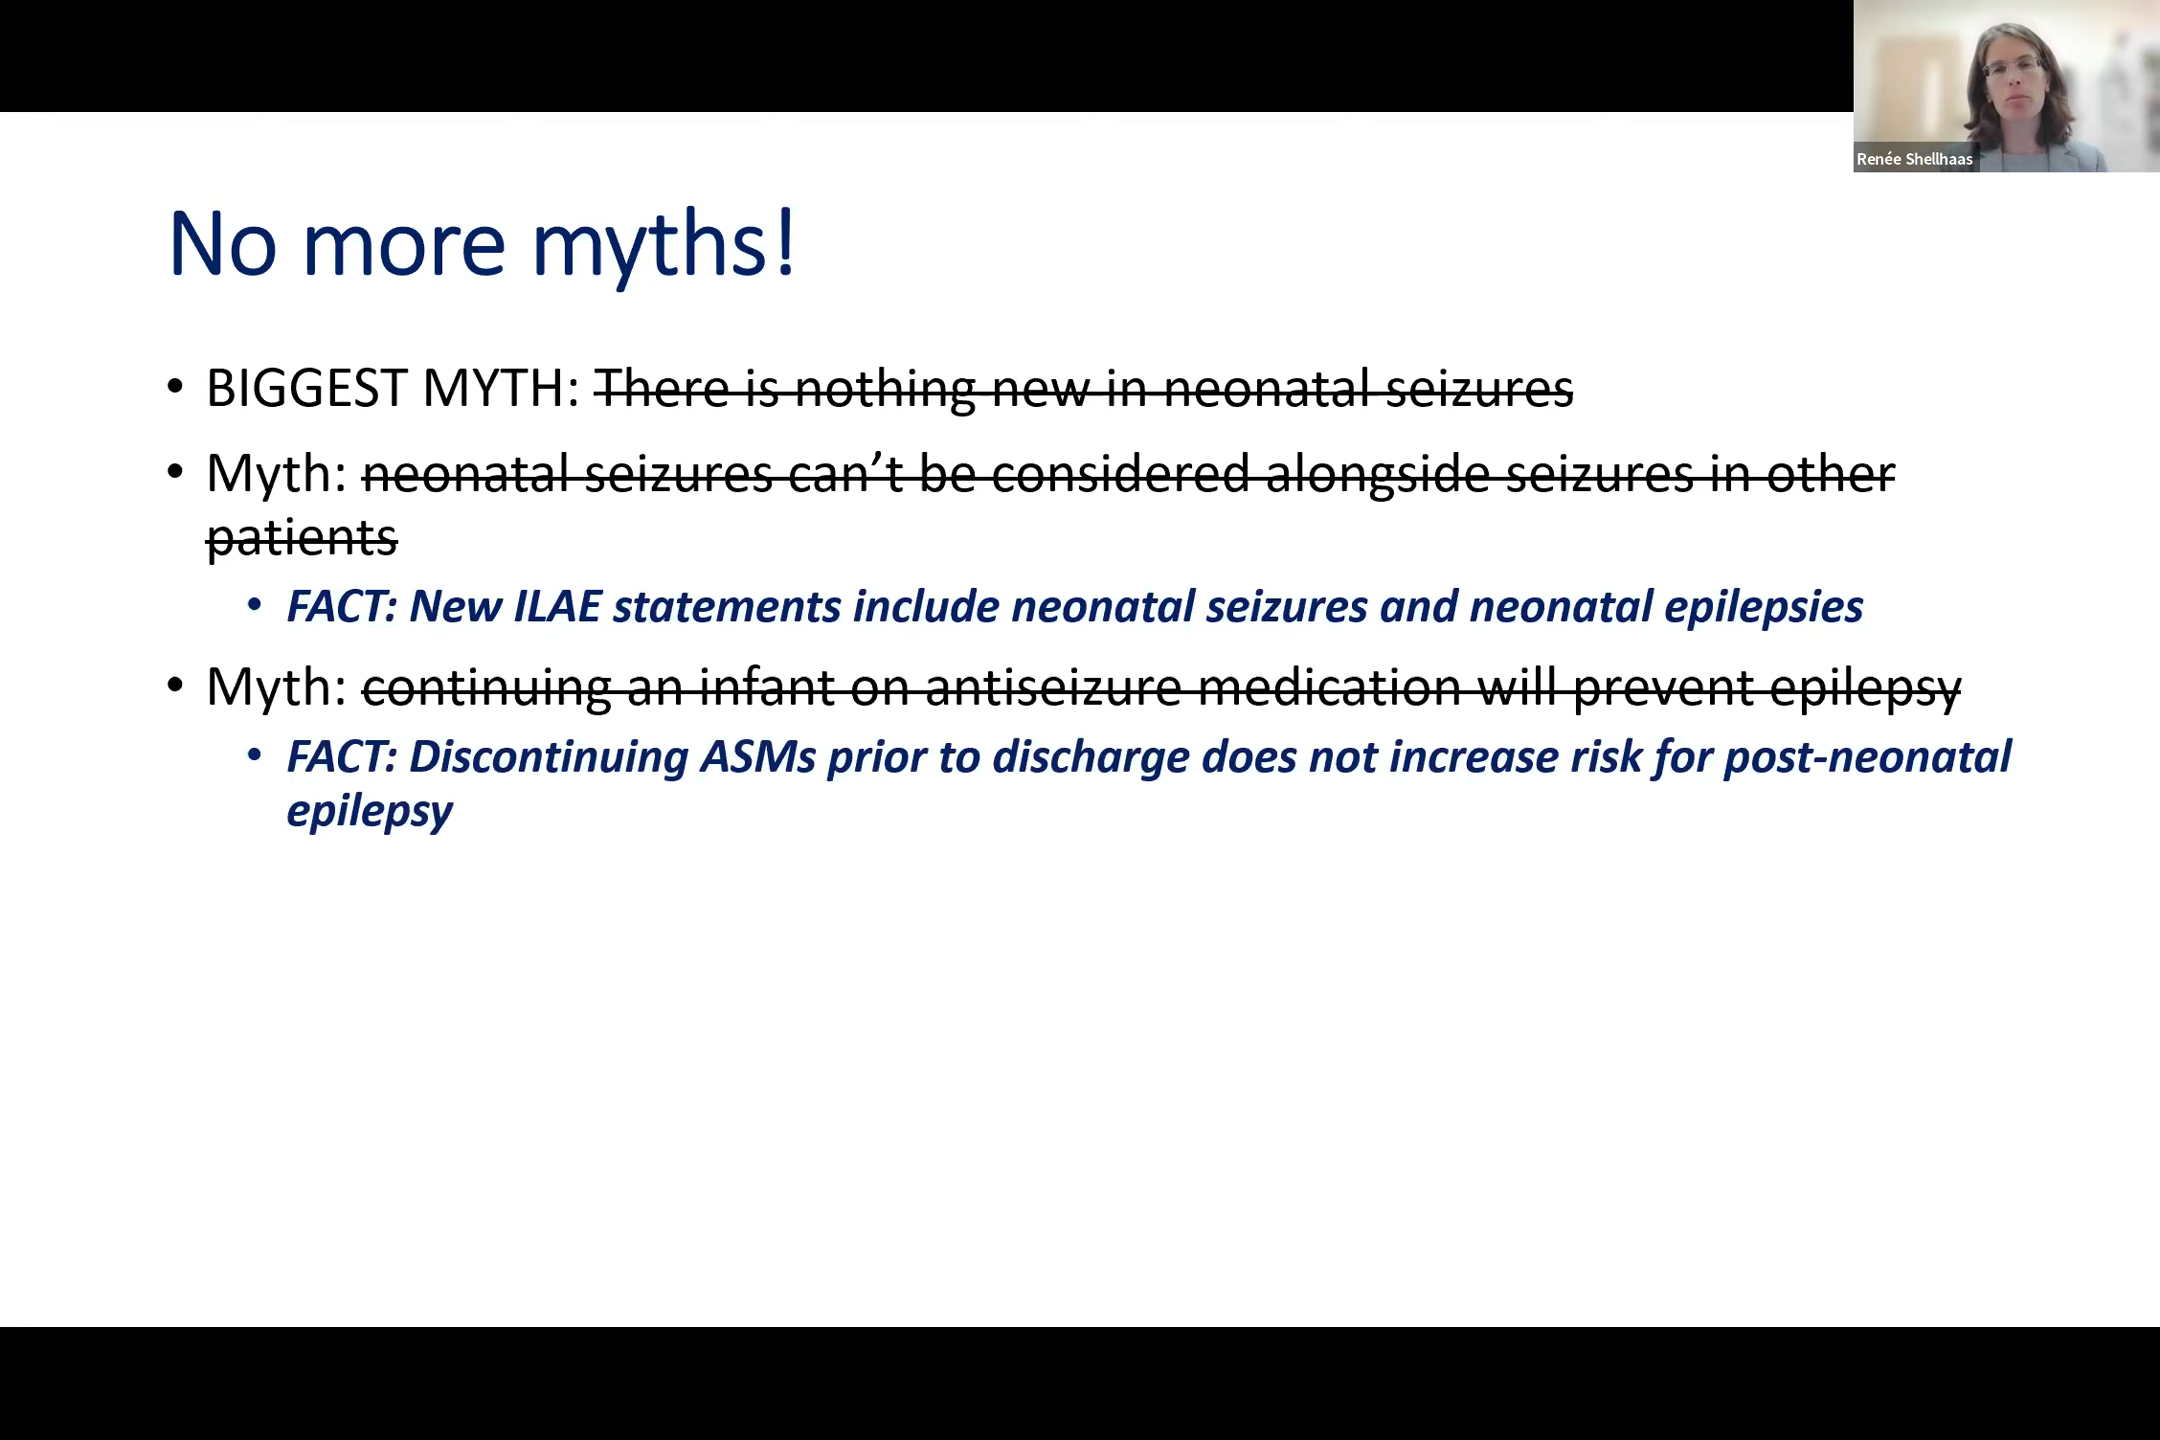 Renée Shellhaas
No more myths!
• BIGGEST MYTH: There is nothing new in neonatal seizures
• Myth: neonatal seizures can’t be considered alongside seizures in other
patients
• FACT: New ILAE statements include neonatal seizures and neonatal epilepsies
• Myth: continuing an infant on antiseizure medication will prevent epilepsy
• FACT: Discontinuing ASMs prior to discharge does not increase risk for post-neonatal
epilepsy